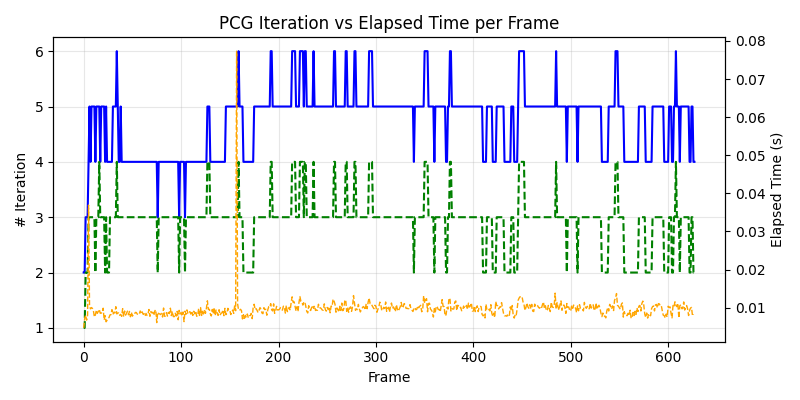 PCG Iteration vs Elapsed Time per Frame
# Iteration
6
5
4
3
2
1
0.08
0.07
0.06
0.05
0.04
0.03
0.02
0.01
Elapsed Time (s)
0 100 200 300 400 500 600
Frame